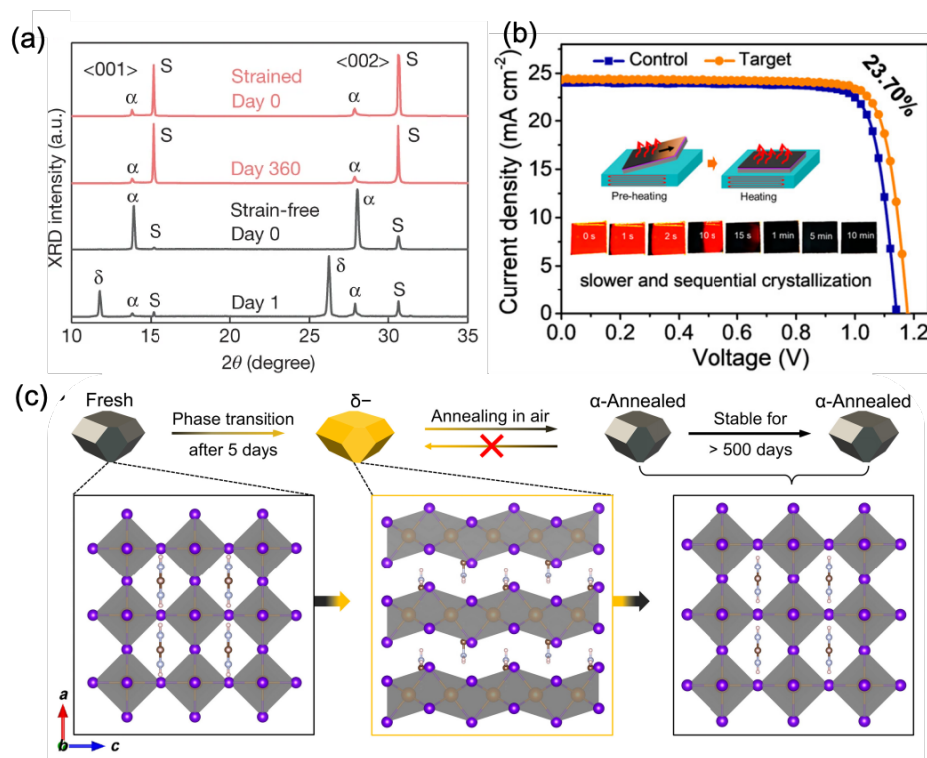 (a)
<001>
<002>
S
S
α
Strained
Day 0
α
S
S
α
Day 360
α
α
Strain-free
Day 0
α
S
S
δ
δ
α
S
Day 1
α
S
XRD intensity (a.u.)
10 15 20 25 30 35
2θ (degree)
(b)
Control Target
23.70%
Pre-heating
Heating
0 s 1 s 2 s 10 s 15 s 1 min 5 min 10 min
slower and sequential crystallization
Current density (mA cm⁻²)
30
25
20
15
10
5
0
0.0 0.2 0.4 0.6 0.8 1.0 1.2
Voltage (V)
(c)
Fresh
Phase transition
after 5 days
δ−
Annealing in air
α-Annealed
Stable for
> 500 days
α-Annealed
a
b
c